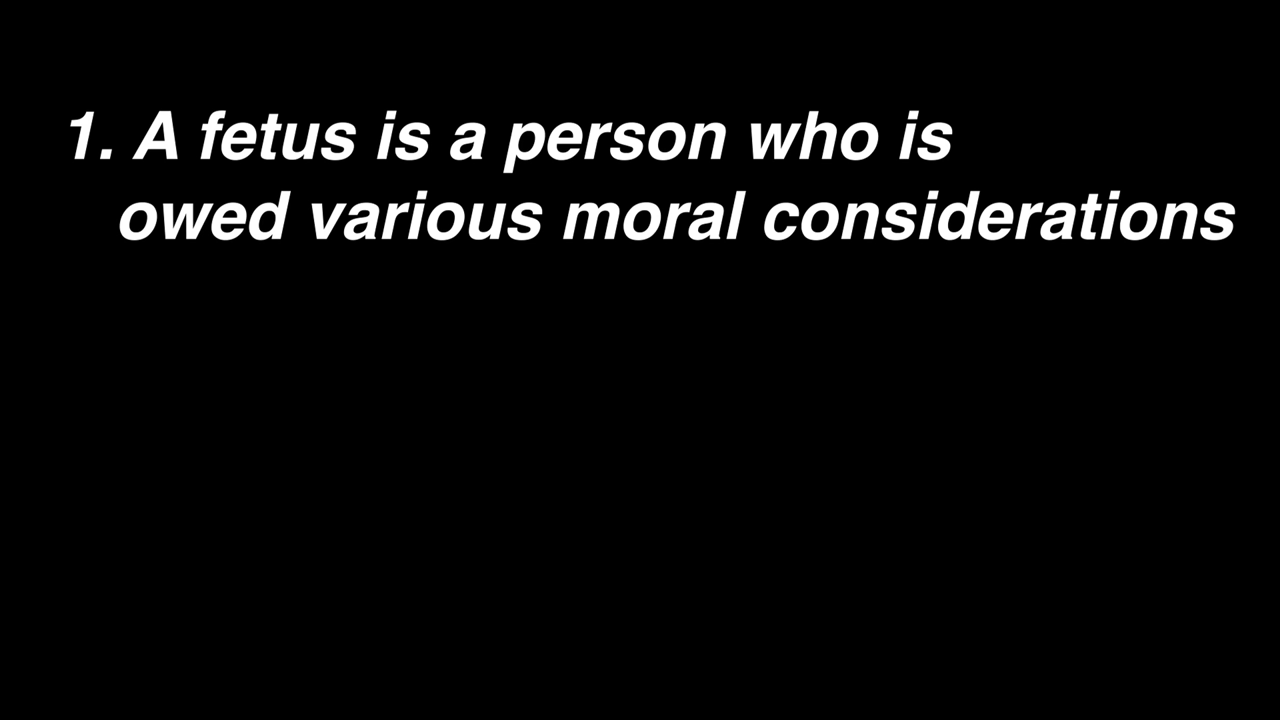 1. A fetus is a person who is
owed various moral considerations